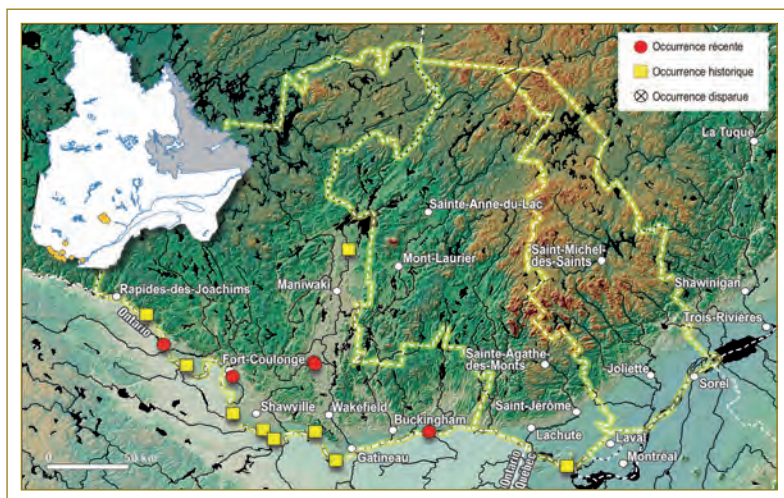 Occurrence récente
Occurrence historique
Occurrence disparue
La Tuque
Sainte-Anne-du-Lac
Mont-Laurier
Saint-Michel-
des-Saints
Maniwaki
Rapides-des-Joachims
Shawinigan
Trois-Rivières
Ontario
Fort-Coulonge
Sainte-Agathe-
des-Monts
Joliette
Sorel
Shawville
Wakefield
Buckingham
Saint-Jérôme
Lachute
Laval
Gatineau
Montréal
Ontario
Québec
0 50 km